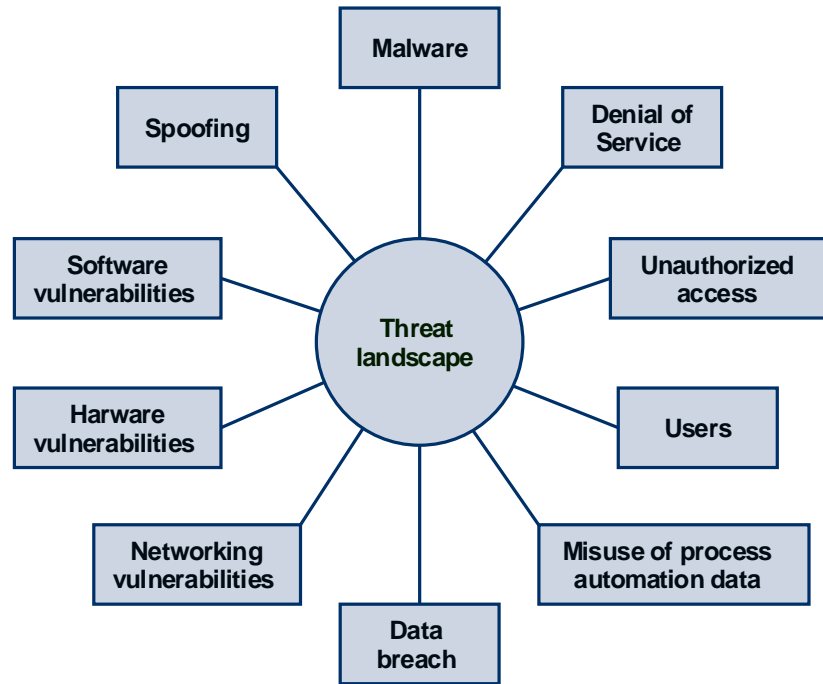 Malware
Spoofing
Denial of
Service
Software
vulnerabilities
Unauthorized
access
Threat
landscape
Harware
vulnerabilities
Users
Networking
vulnerabilities
Misuse of process
automation data
Data
breach